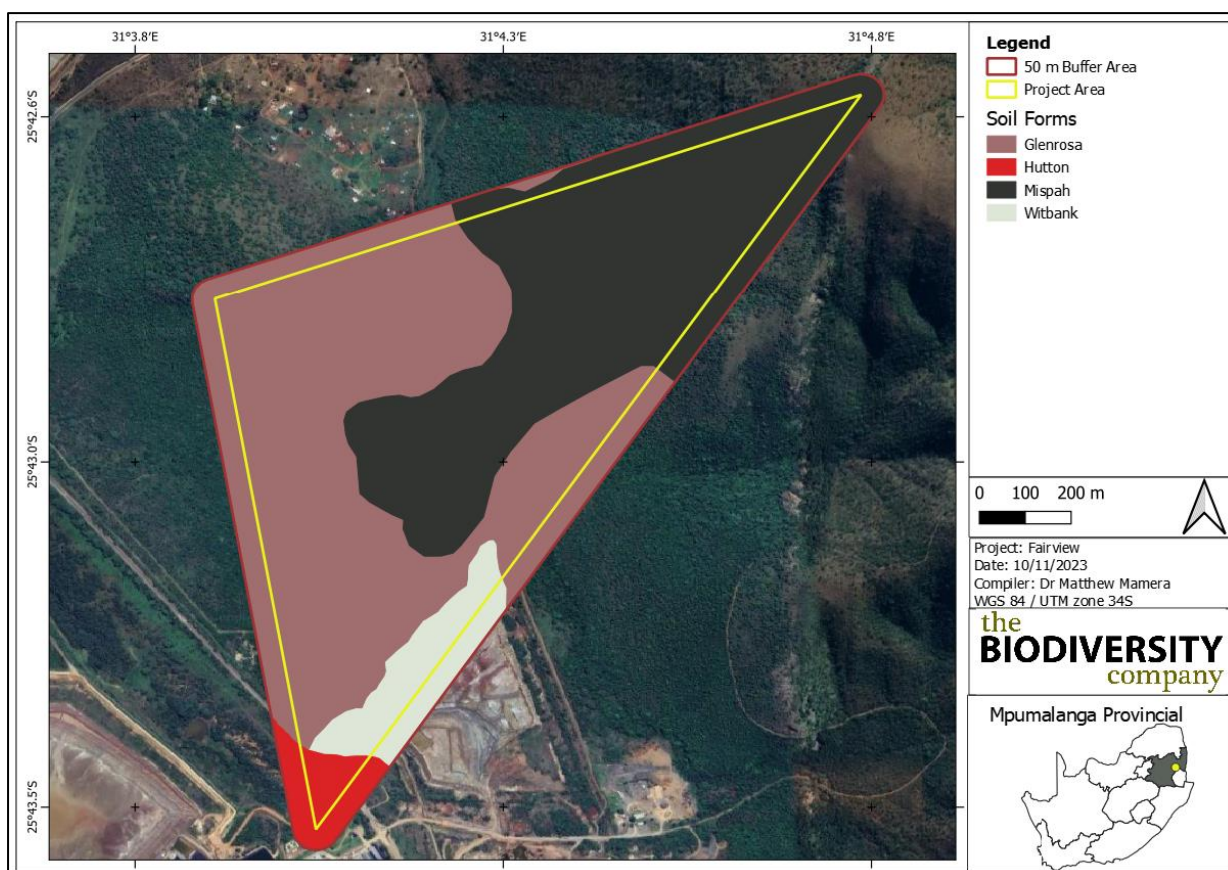 31°3.8'E
31°4.3'E
31°4.8'E
25°42.6'S
25°43.0'S
25°43.5'S
Legend
50 m Buffer Area
Project Area
Soil Forms
Glenrosa
Hutton
Mispah
Witbank
0 100 200 m
Project: Fairview
Date: 10/11/2023
Compiler: Dr Matthew Mamera
WGS 84 / UTM zone 34S
the
BIODIVERSITY
company
Mpumalanga Provincial